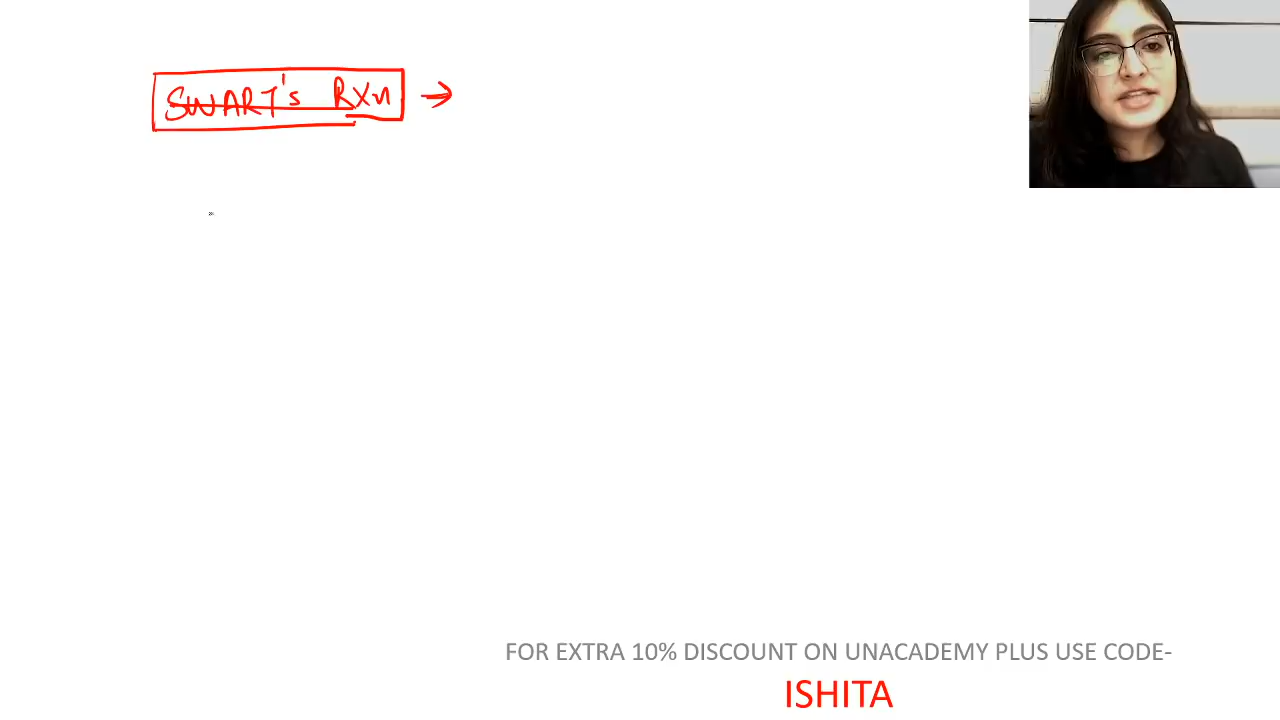 SWART's RXn →
FOR EXTRA 10% DISCOUNT ON UNACADEMY PLUS USE CODE-
ISHITA